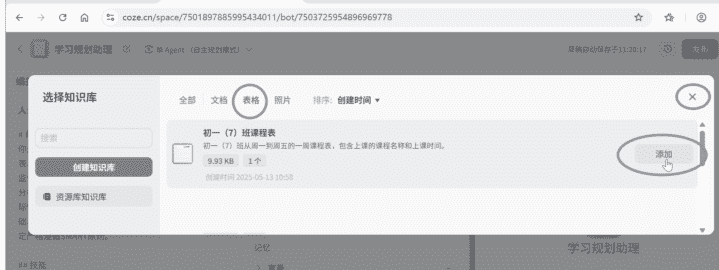 coze.cn/space/7501897885995434011/bot/7503725954896969778
学习规划助理
单Agent（自主规划模式）
草稿自动保存于11:20:17
选择知识库
全部 文档 表格 照片 排序：创建时间
搜索
创建知识库
资源库知识库
初一（7）班课程表
初一（7）班从周一到周五的一周课程表，包含上课的课程名称和上课时间。
9.93 KB 1个
创建时间 2025-05-13 10:58
添加
记忆
学习规划助理
## 技能